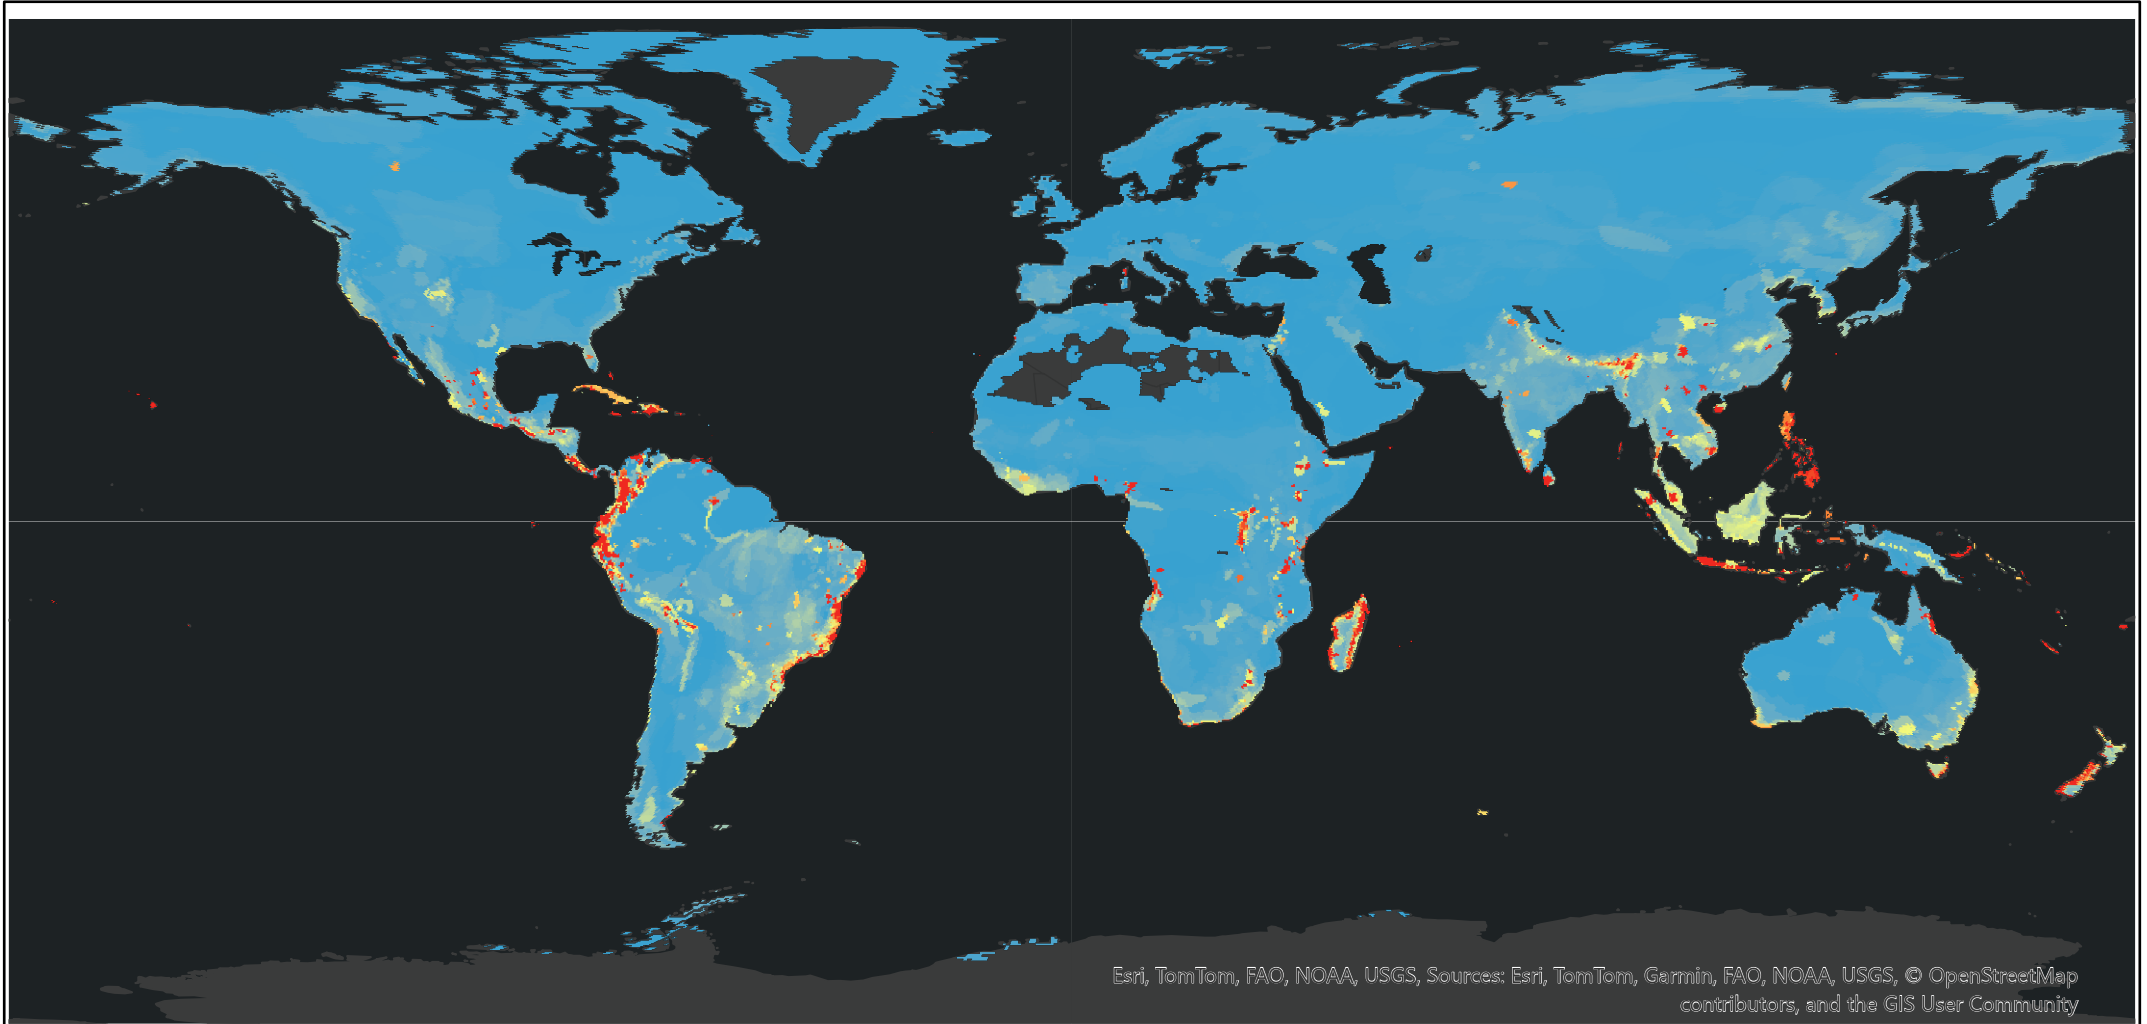 Esri, TomTom, FAO, NOAA, USGS, Sources: Esri, TomTom, Garmin, FAO, NOAA, USGS, © OpenStreetMap
contributors, and the GIS User Community